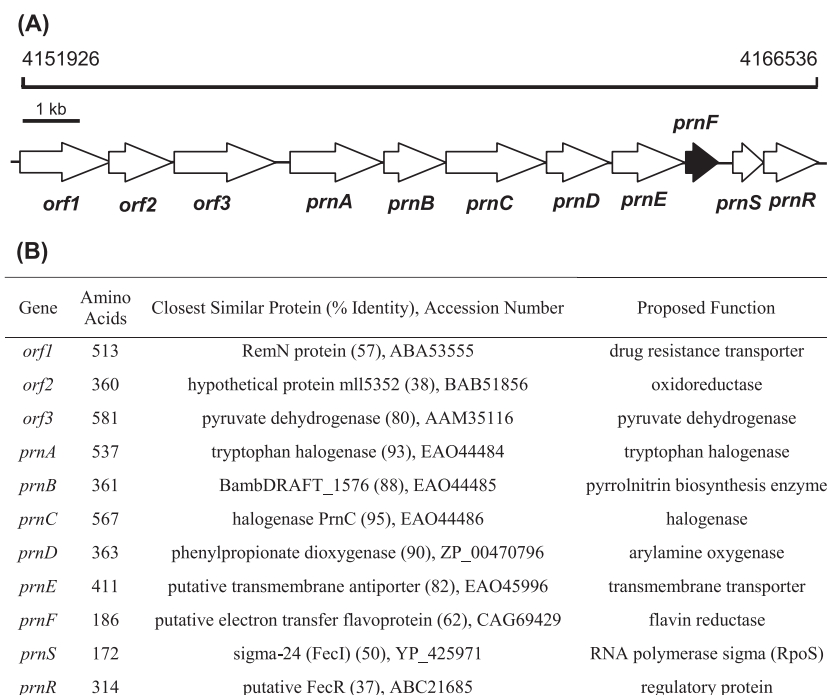 (A)
4151926 4166536
1 kb
prnF
orf1 orf2 orf3 prnA prnB prnC prnD prnE prnS prnR
(B)
Gene Amino Acids Closest Similar Protein (% Identity), Accession Number Proposed Function
orf1 513 RemN protein (57), ABA53555 drug resistance transporter
orf2 360 hypothetical protein mll5352 (38), BAB51856 oxidoreductase
orf3 581 pyruvate dehydrogenase (80), AAM35116 pyruvate dehydrogenase
prnA 537 tryptophan halogenase (93), EAO44484 tryptophan halogenase
prnB 361 BambDRAFT_1576 (88), EAO44485 pyrrolnitrin biosynthesis enzyme
prnC 567 halogenase PrnC (95), EAO44486 halogenase
prnD 363 phenylpropionate dioxygenase (90), ZP_00470796 arylamine oxygenase
prnE 411 putative transmembrane antiporter (82), EAO45996 transmembrane transporter
prnF 186 putative electron transfer flavoprotein (62), CAG69429 flavin reductase
prnS 172 sigma-24 (FecI) (50), YP_425971 RNA polymerase sigma (RpoS)
prnR 314 putative FecR (37), ABC21685 regulatory protein